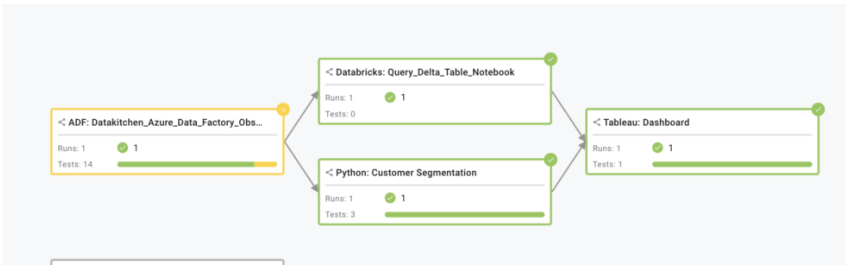 Databricks: Query_Delta_Table_Notebook
Runs: 1 1
Tests: 0
ADF: Datakitchen_Azure_Data_Factory_Obs...
Runs: 1 1
Tests: 14
Tableau: Dashboard
Runs: 1 1
Tests: 1
Python: Customer Segmentation
Runs: 1 1
Tests: 3